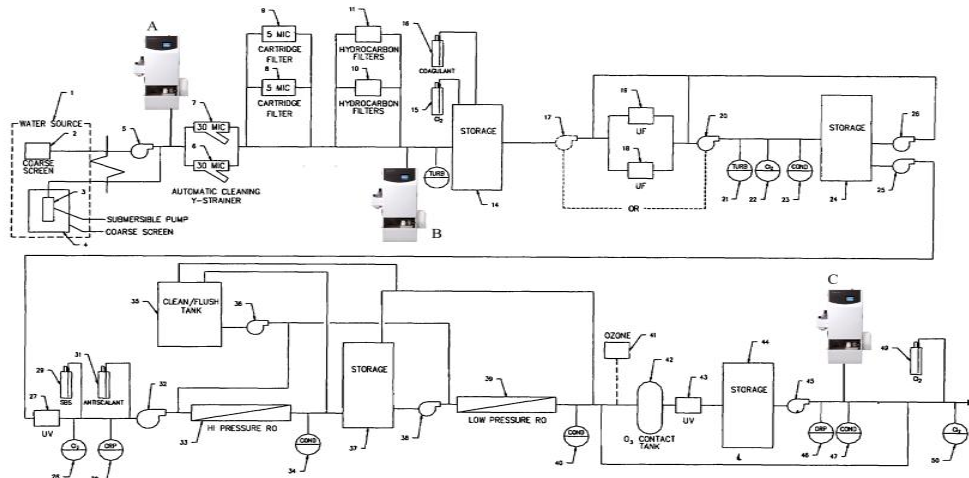 A
9
5 MIC
CARTRIDGE
FILTER
8
5 MIC
CARTRIDGE
FILTER
11
HYDROCARBON
FILTERS
10
HYDROCARBON
FILTERS
16
COAGULANT
15
Cl2
STORAGE
14
TURB
B
1
WATER SOURCE
2
COARSE
SCREEN
3
SUBMERSIBLE PUMP
COARSE SCREEN
4
5
7
30 MIC
6
30 MIC
AUTOMATIC CLEANING
Y-STRAINER
17
19
UF
18
UF
20
OR
TURB
21
Cl2
22
COND
23
STORAGE
24
26
25
35
CLEAN/FLUSH
TANK
36
27
UV
29
SBS
31
ANTISCALANT
Cl2
28
ORP
32
33
HI PRESSURE RO
COND
34
STORAGE
37
38
39
LOW PRESSURE RO
COND
40
OZONE
41
42
O3 CONTACT
TANK
43
UV
44
STORAGE
45
C
ORP
46
COND
47
49
Cl2
50